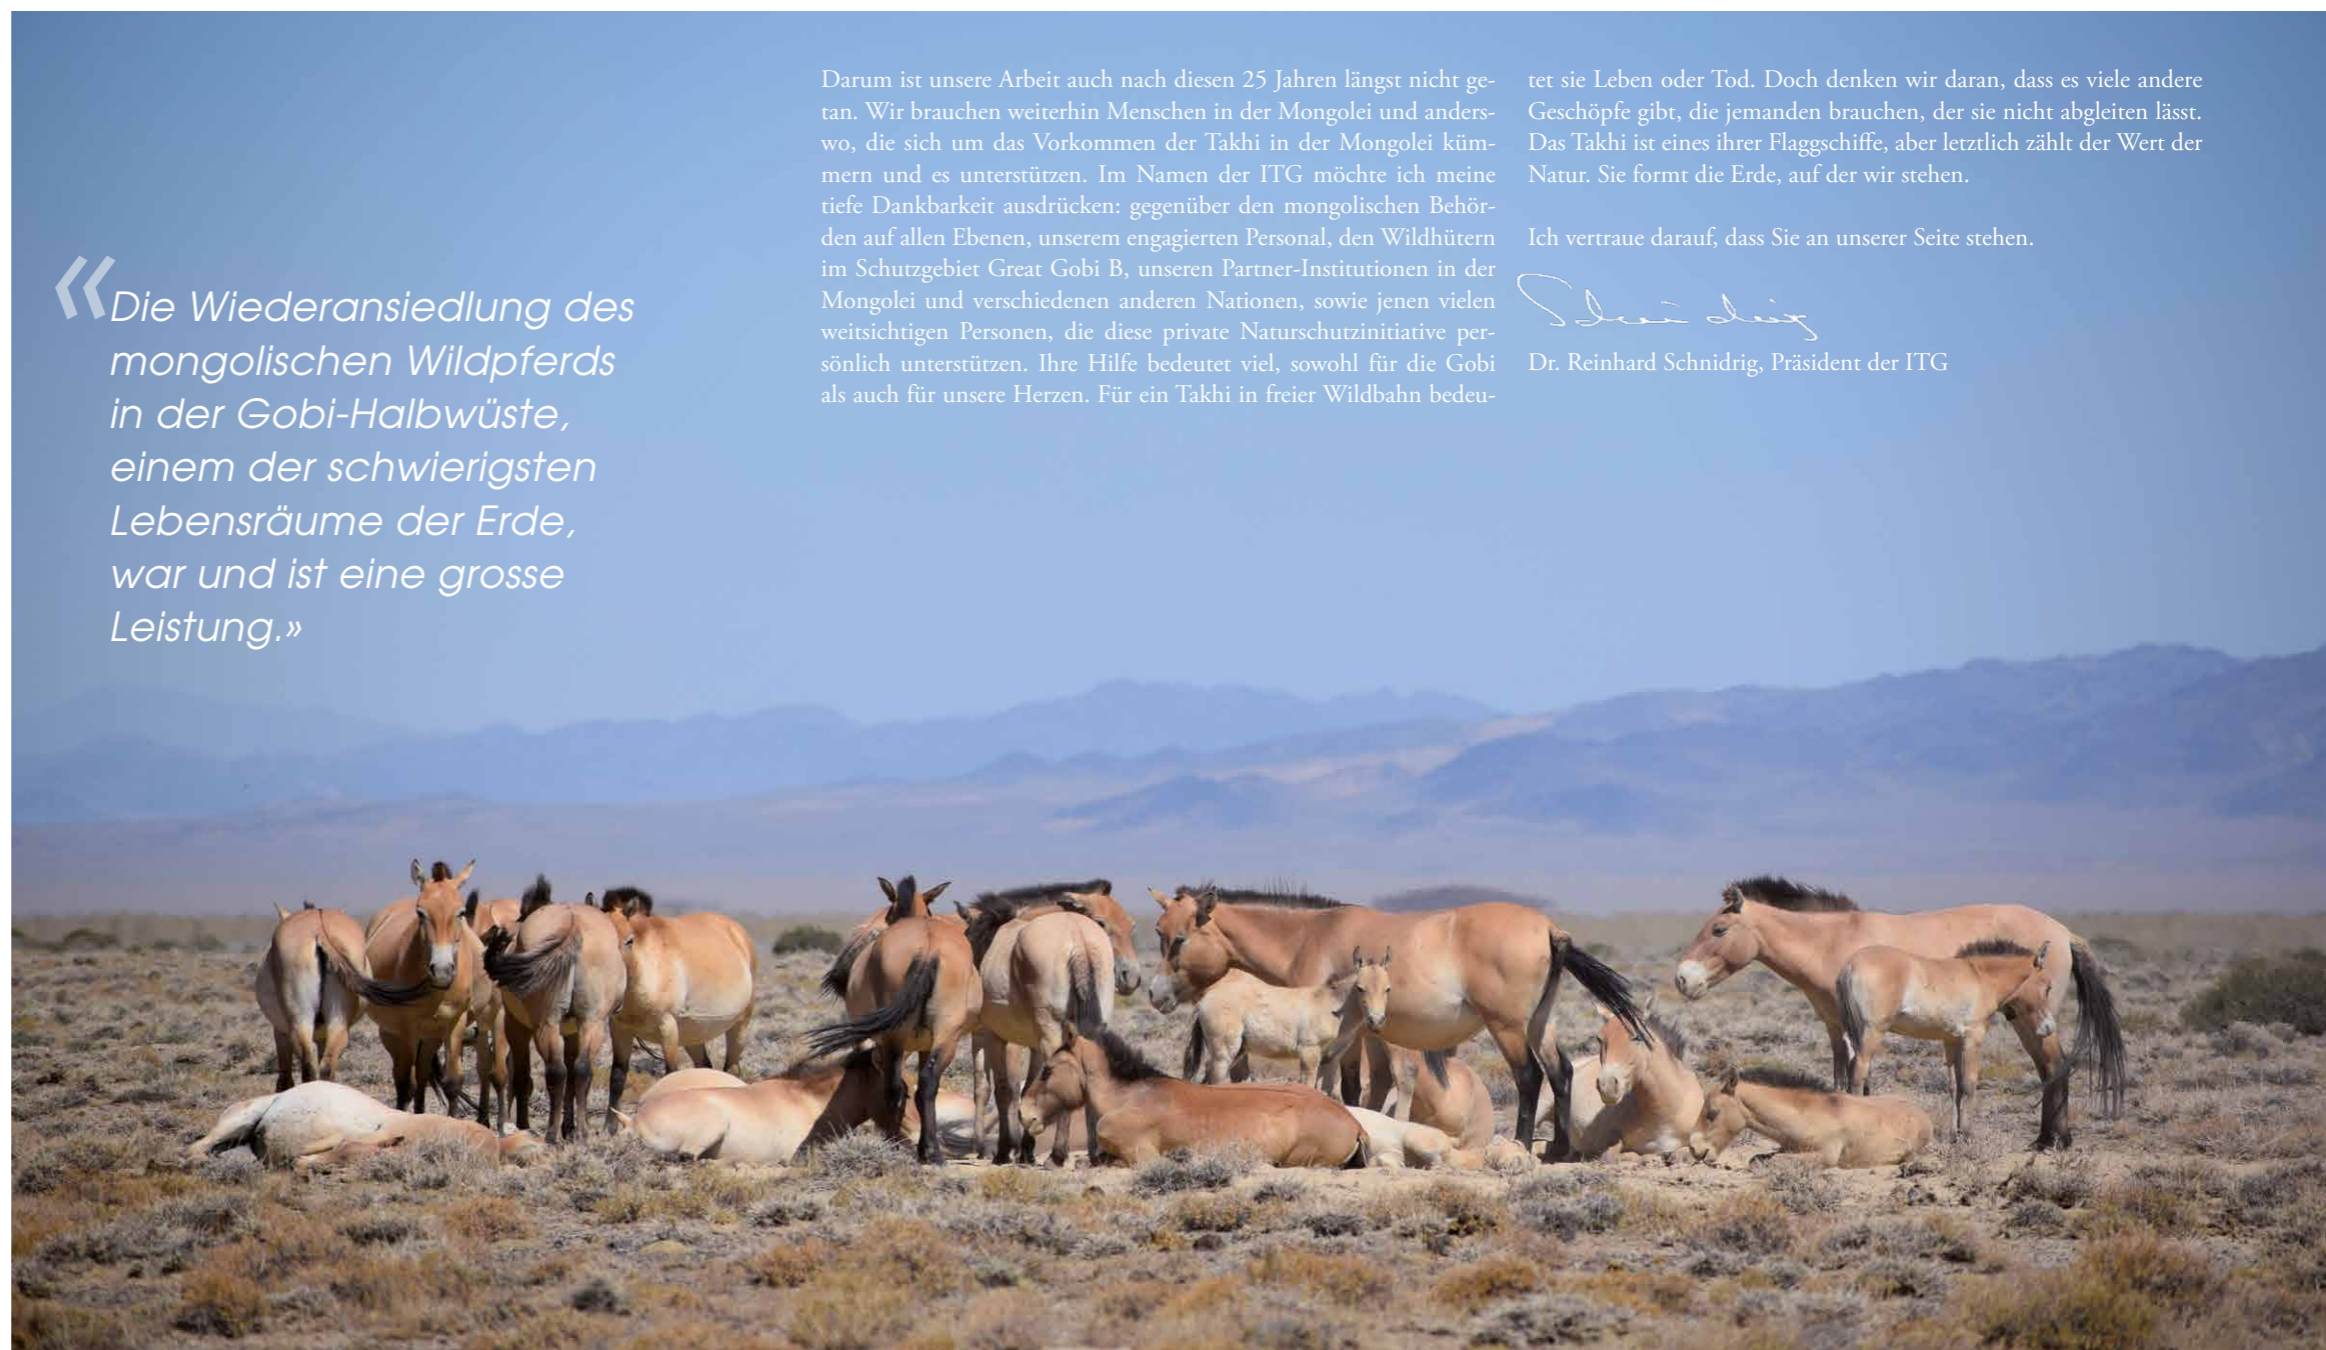 «Die Wiederansiedlung des
mongolischen Wildpferds
in der Gobi-Halbwüste,
einem der schwierigsten
Lebensräume der Erde,
war und ist eine grosse
Leistung.»
Darum ist unsere Arbeit auch nach diesen 25 Jahren längst nicht ge-
tan. Wir brauchen weiterhin Menschen in der Mongolei und anders-
wo, die sich um das Vorkommen der Takhi in der Mongolei küm-
mern und es unterstützen. Im Namen der ITG möchte ich meine
tiefe Dankbarkeit ausdrücken: gegenüber den mongolischen Behör-
den auf allen Ebenen, unserem engagierten Personal, den Wildhütern
im Schutzgebiet Great Gobi B, unseren Partner-Institutionen in der
Mongolei und verschiedenen anderen Nationen, sowie jenen vielen
weitsichtigen Personen, die diese private Naturschutzinitiative per-
sönlich unterstützen. Ihre Hilfe bedeutet viel, sowohl für die Gobi
als auch für unsere Herzen. Für ein Takhi in freier Wildbahn bedeu-
tet sie Leben oder Tod. Doch denken wir daran, dass es viele andere
Geschöpfe gibt, die jemanden brauchen, der sie nicht abgleiten lässt.
Das Takhi ist eines ihrer Flaggschiffe, aber letztlich zählt der Wert der
Natur. Sie formt die Erde, auf der wir stehen.
Ich vertraue darauf, dass Sie an unserer Seite stehen.
Dr. Reinhard Schnidrig, Präsident der ITG